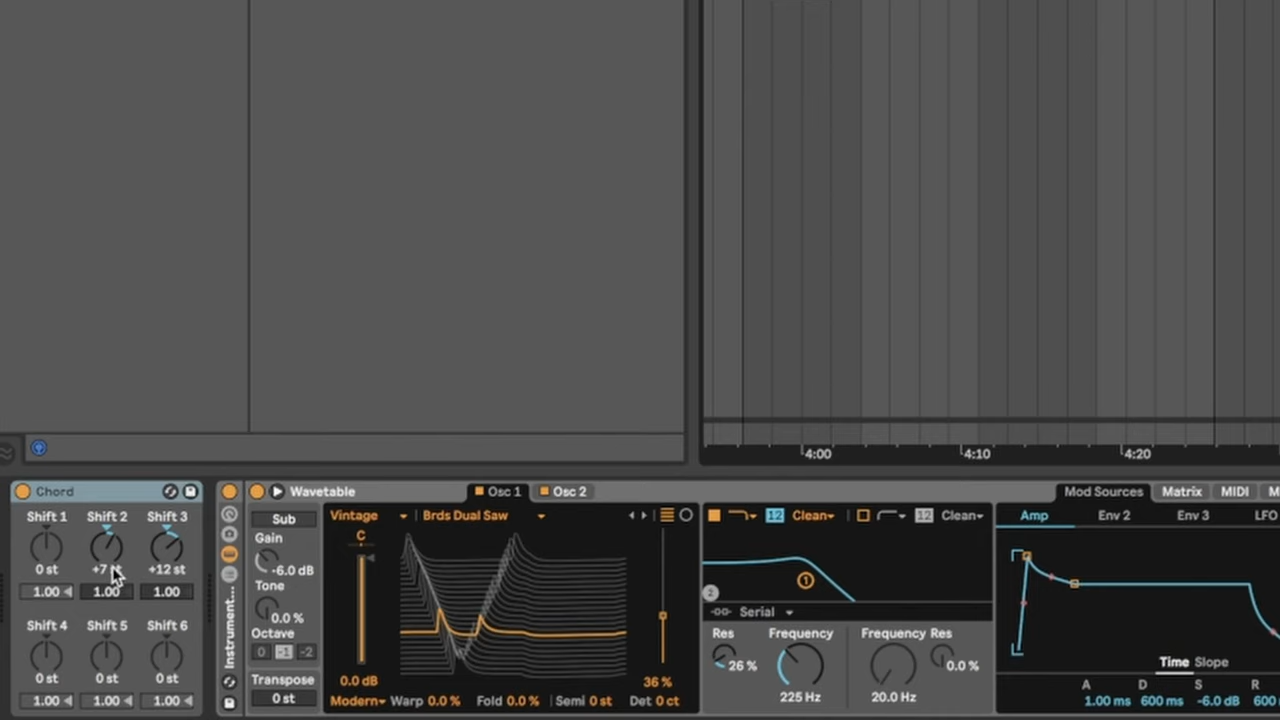 4:00 4:10 4:20
Chord
Shift 1 Shift 2 Shift 3
0 st +7 +12 st
1.00 1.00 1.00
Shift 4 Shift 5 Shift 6
0 st 0 st 0 st
1.00 1.00 1.00
Instrument...
Wavetable
Osc 1 Osc 2
Sub
Gain
-6.0 dB
Tone
0.0 %
Octave
0 -1 -2
Transpose
0 st
Vintage Brds Dual Saw
C
0.0 dB
36 %
Modern Warp 0.0 % Fold 0.0 % Semi 0 st Det 0 ct
12 Clean 12 Clean
1
2
Serial
Res Frequency Frequency Res
26 % 0.0 %
225 Hz 20.0 Hz
Mod Sources Matrix MIDI M
Amp Env 2 Env 3 LFO
Time Slope
A D S R
1.00 ms 600 ms -6.0 dB 600